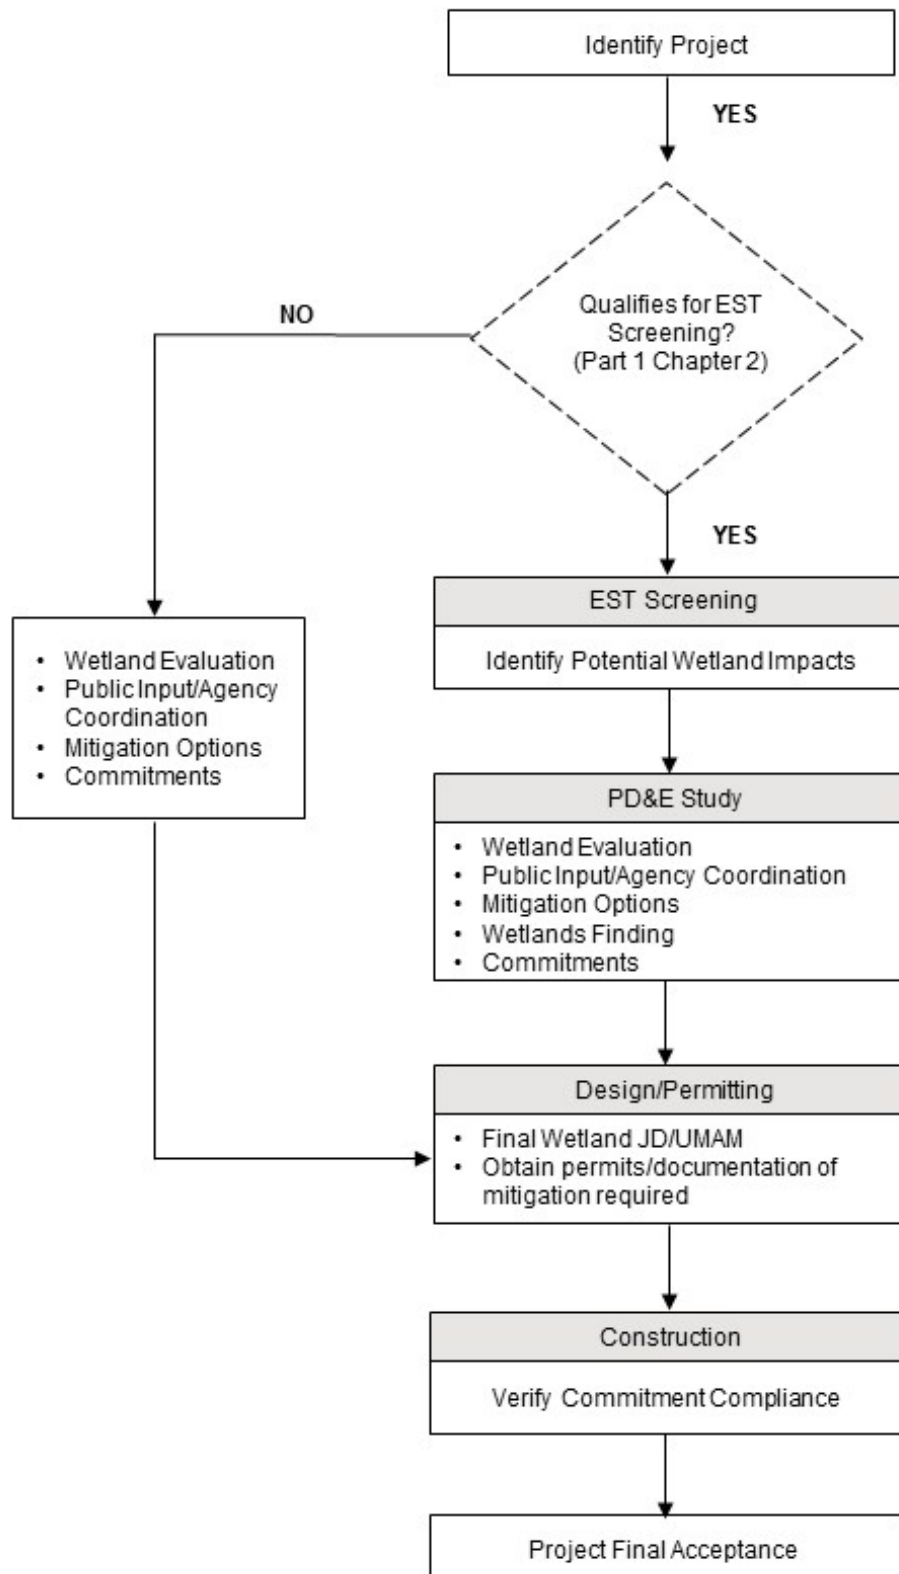 Identify Project
YES
Qualifies for EST
Screening?
(Part 1 Chapter 2)
NO
YES
EST Screening
Identify Potential Wetland Impacts
• Wetland Evaluation
• Public Input/Agency
Coordination
• Mitigation Options
• Commitments
PD&E Study
• Wetland Evaluation
• Public Input/Agency Coordination
• Mitigation Options
• Wetlands Finding
• Commitments
Design/Permitting
• Final Wetland JD/UMAM
• Obtain permits/documentation of
mitigation required
Construction
Verify Commitment Compliance
Project Final Acceptance